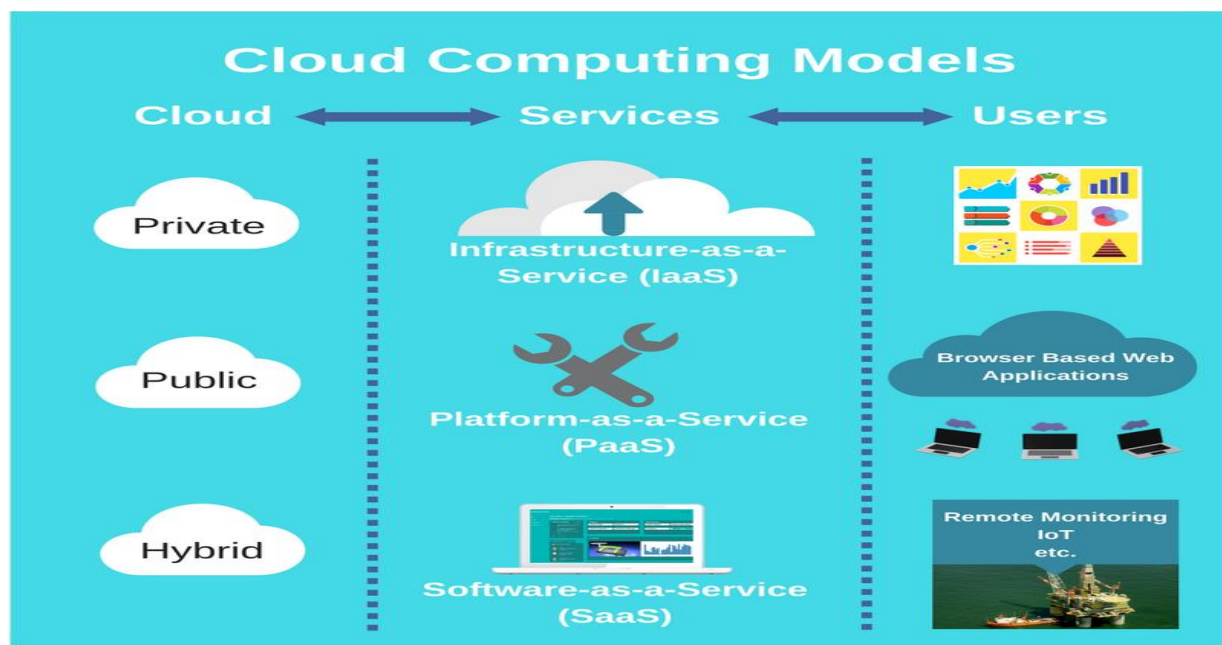 Cloud Computing Models
Cloud
Services
Users
Private
Public
Hybrid
Infrastructure-as-a-
Service (IaaS)
Platform-as-a-Service
(PaaS)
Software-as-a-Service
(SaaS)
Browser Based Web
Applications
Remote Monitoring
IoT
etc.